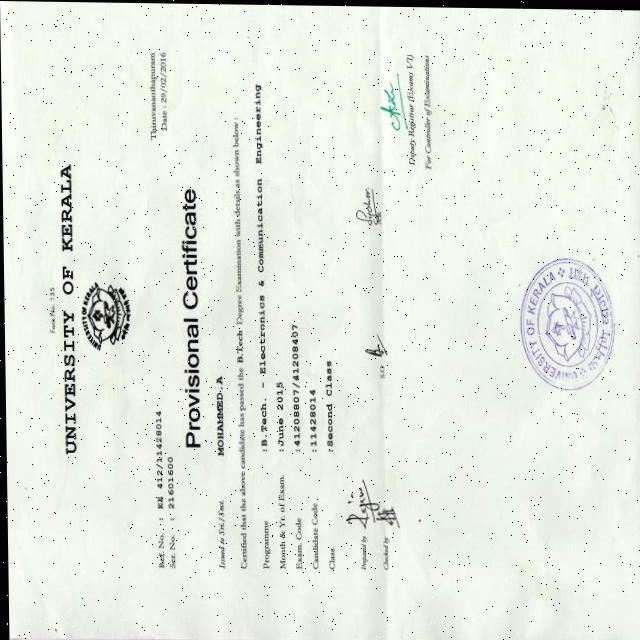 Form No. 135
UNIVERSITY OF KERALA
Thiruvananthapuram
Date : 29/02/2016
Ref. No. : EK 412/11428014
Ser. No. : 21601600
Provisional Certificate
Issued to Sri./Smt. MOHAMMED.A
Certified that the above candidate has passed the B.Tech Degree Examination with details as shown below :
Programme :B.Tech. - Electronics & Communication Engineering
Month & Yr. of Exam. :June 2015
Exam. Code :41208807/41208407
Candidate Code :11428014
Class :Second Class
Prepared by
Checked by
S.O
Deputy Registrar (Exams VI)
For Controller of Examinations
UNIVERSITY OF KERALA